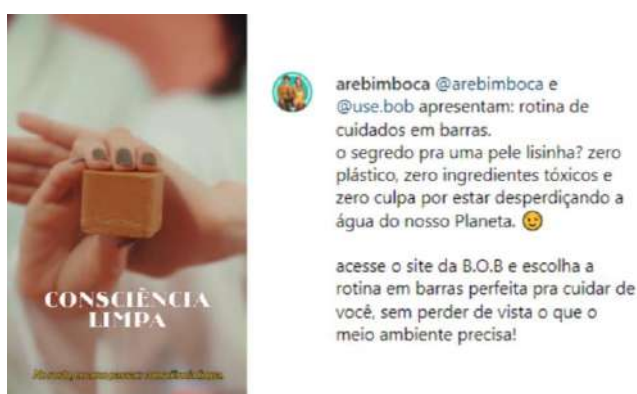 CONSCIÊNCIA
LIMPA
arebimboca @arebimboca e
@use.bob apresentam: rotina de
cuidados em barras.
o segredo pra uma pele lisinha? zero
plástico, zero ingredientes tóxicos e
zero culpa por estar desperdiçando a
água do nosso Planeta. 😉
acesse o site da B.O.B e escolha a
rotina em barras perfeita pra cuidar de
você, sem perder de vista o que o
meio ambiente precisa!